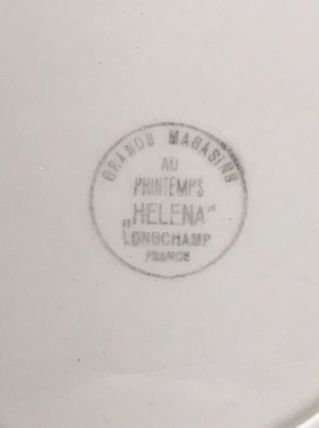 GRANDS MAGASINS
AU
PRINTEMPS
„HELENA“
LONGCHAMP
FRANCE